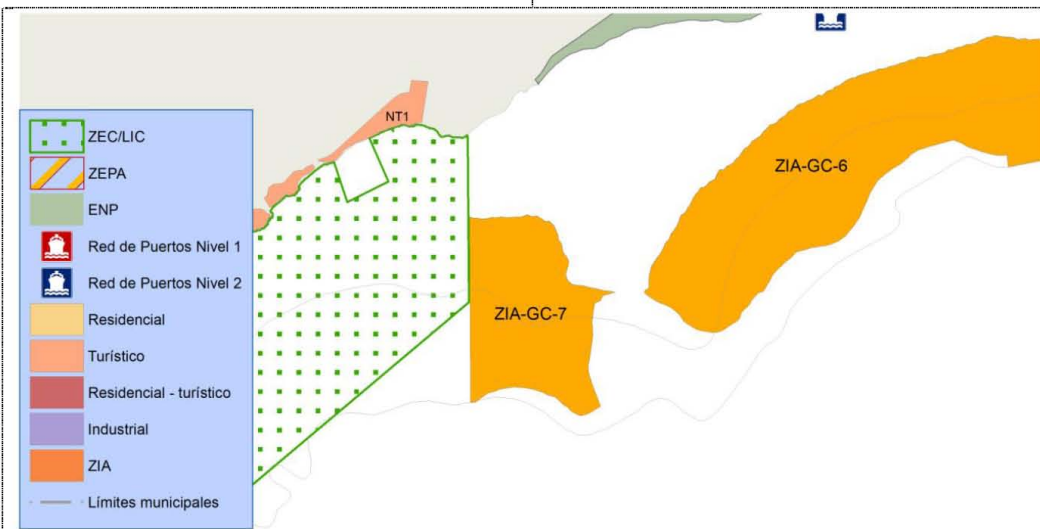 NT1
ZIA-GC-6
ZIA-GC-7
ZEC/LIC
ZEPA
ENP
Red de Puertos Nivel 1
Red de Puertos Nivel 2
Residencial
Turístico
Residencial - turístico
Industrial
ZIA
Límites municipales